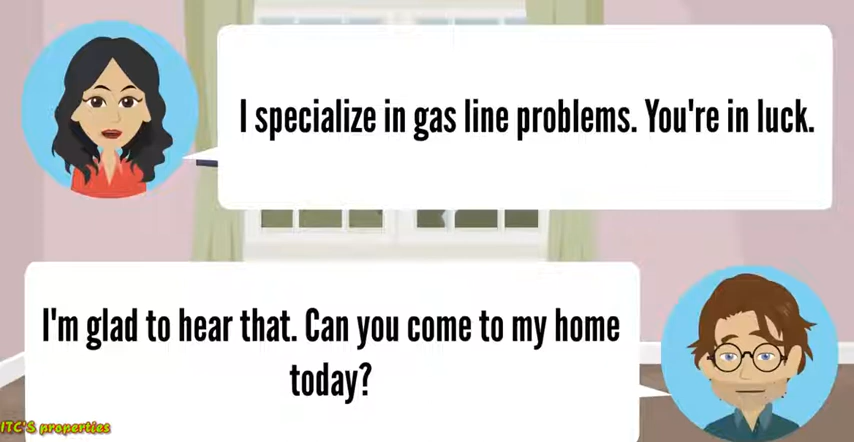 I specialize in gas line problems. You're in luck.
I'm glad to hear that. Can you come to my home
today?
ITC'S properties